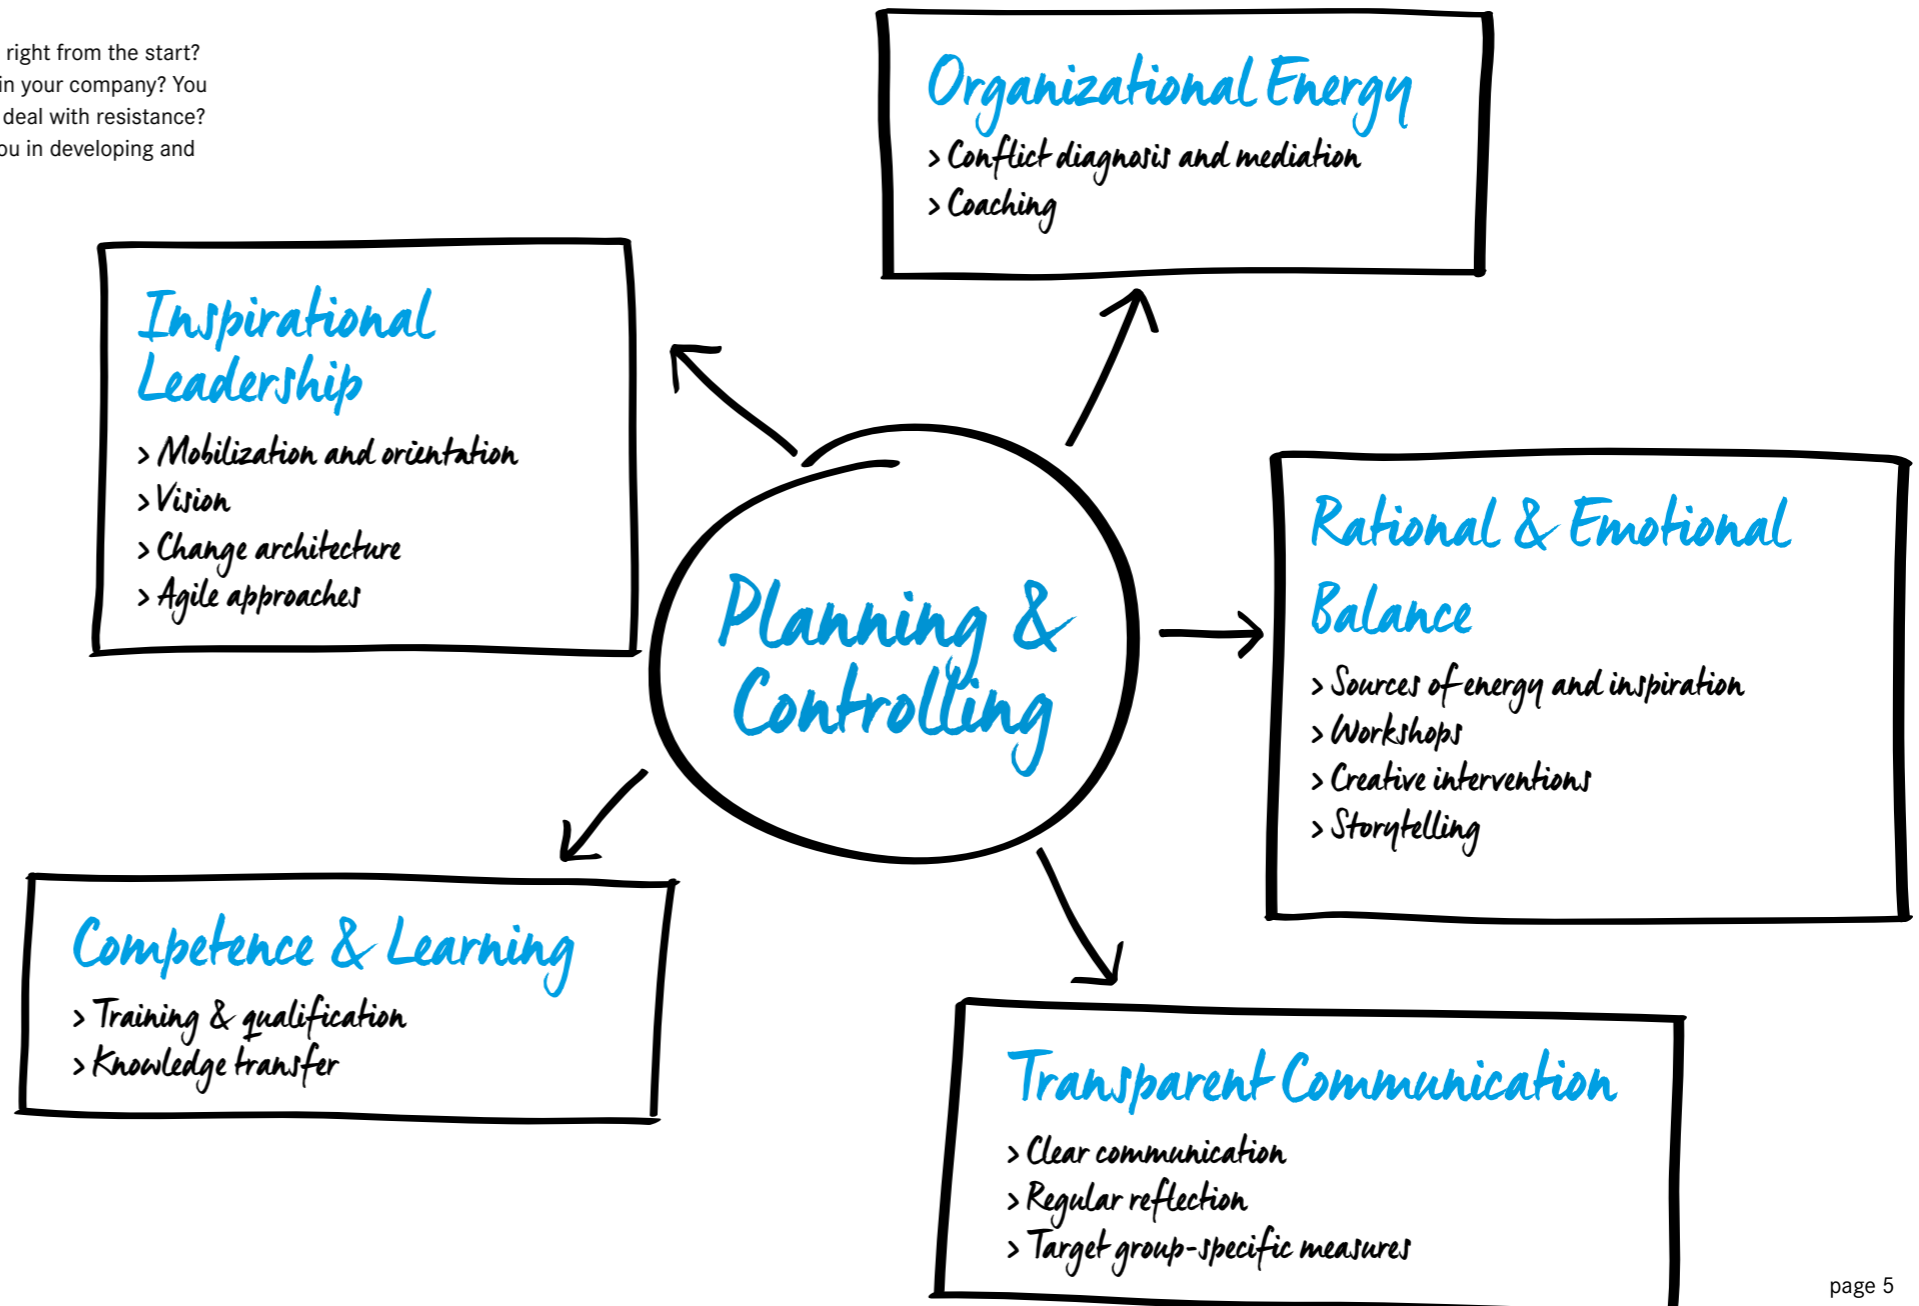 right from the start?
in your company? You
deal with resistance?
ou in developing and
Organizational Energy
> Conflict diagnosis and mediation
> Coaching
Inspirational
Leadership
> Mobilization and orientation
> Vision
> Change architecture
> Agile approaches
Planning &
Controlling
Rational & Emotional
Balance
> Sources of energy and inspiration
> Workshops
> Creative interventions
> Storytelling
Competence & Learning
> Training & qualification
> Knowledge transfer
Transparent Communication
> Clear communication
> Regular reflection
> Target group-specific measures
page 5